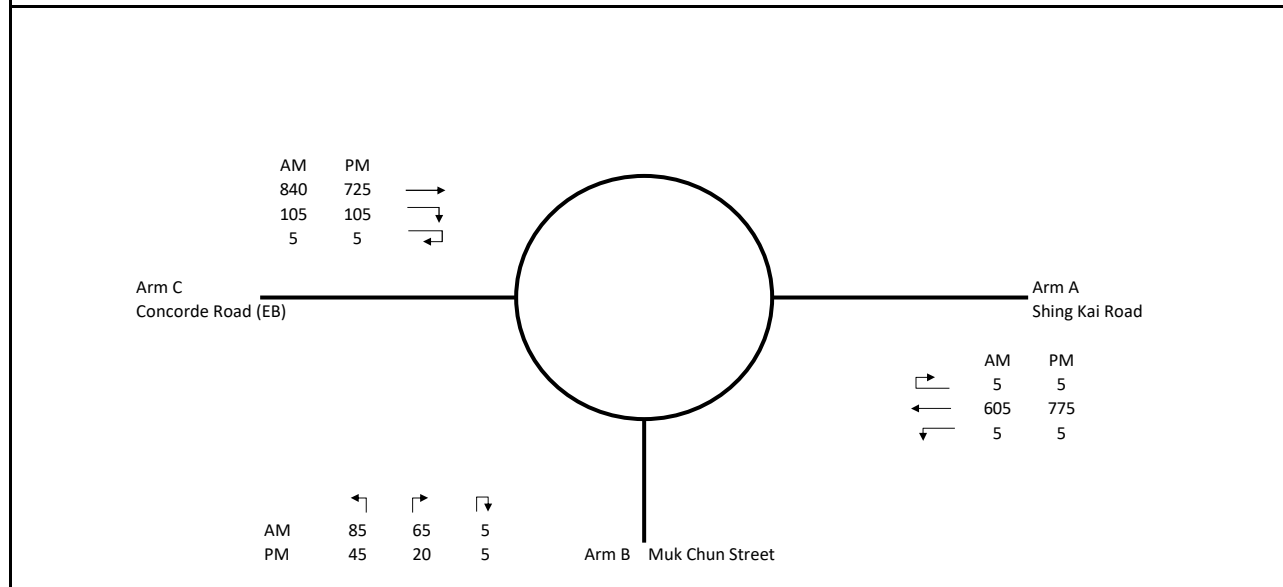 AM PM
840 725
105 105
5 5
Arm C
Concorde Road (EB)
Arm A
Shing Kai Road
AM PM
5 5
605 775
5 5
AM 85 65 5
PM 45 20 5
Arm B Muk Chun Street